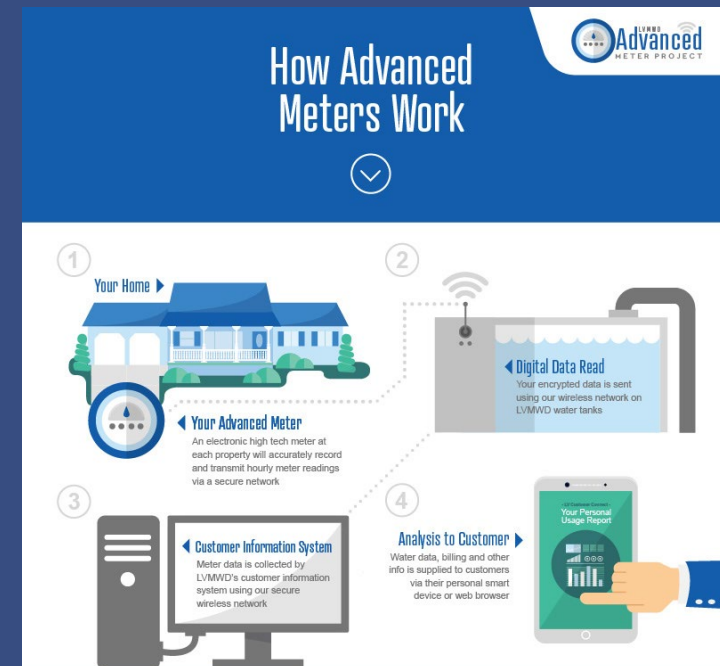 How Advanced
Meters Work
LVMWD
Advanced
METER PROJECT
1
Your Home
Your Advanced Meter
An electronic high tech meter at
each property will accurately record
and transmit hourly meter readings
via a secure network
2
Digital Data Read
Your encrypted data is sent
using our wireless network on
LVMWD water tanks
3
Customer Information System
Meter data is collected by
LVMWD's customer information
system using our secure
wireless network
4
Analysis to Customer
Water data, billing and other
info is supplied to customers
via their personal smart
device or web browser
Your Personal
Usage Report